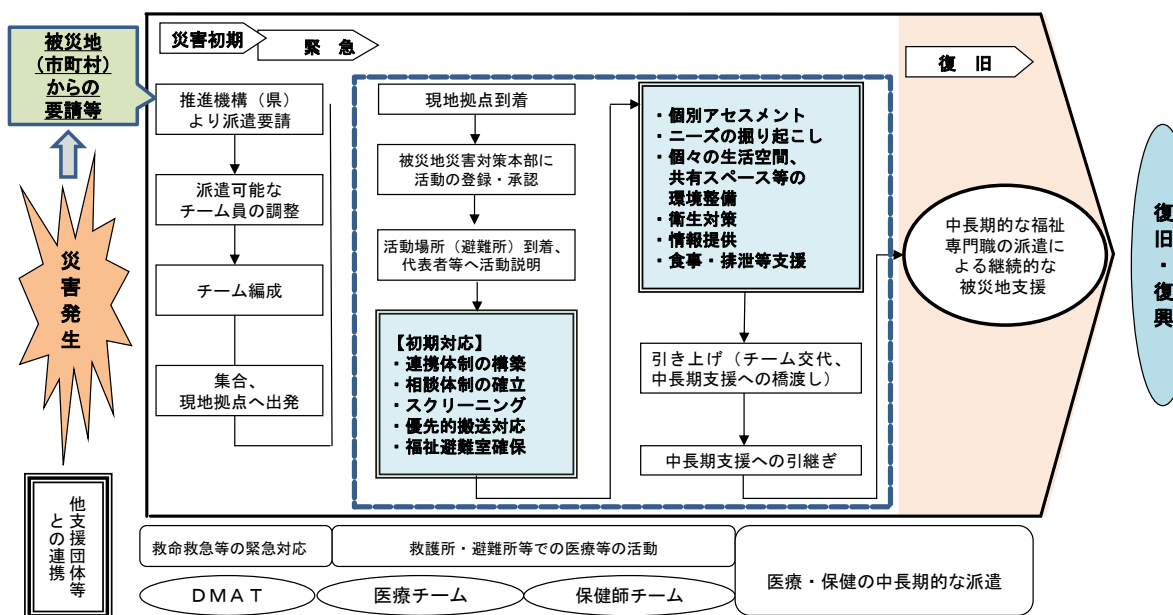 被災地
(市町村)
からの
要請等
災害発生
他支援団体等
との連携
災害初期
緊 急
推進機構(県)
より派遣要請
派遣可能な
チーム員の調整
チーム編成
集合、
現地拠点へ出発
現地拠点到着
被災地災害対策本部に
活動の登録・承認
活動場所(避難所)到着、
代表者等へ活動説明
【初期対応】
・連携体制の構築
・相談体制の確立
・スクリーニング
・優先的搬送対応
・福祉避難室確保
・個別アセスメント
・ニーズの掘り起こし
・個々の生活空間、
共有スペース等の
環境整備
・衛生対策
・情報提供
・食事・排泄等支援
引き上げ(チーム交代、
中長期支援への橋渡し)
中長期支援への引継ぎ
復 旧
中長期的な福祉
専門職の派遣に
よる継続的な
被災地支援
復旧・復興
救命救急等の緊急対応
救護所・避難所等での医療等の活動
DMAT
医療チーム
保健師チーム
医療・保健の中長期的な派遣